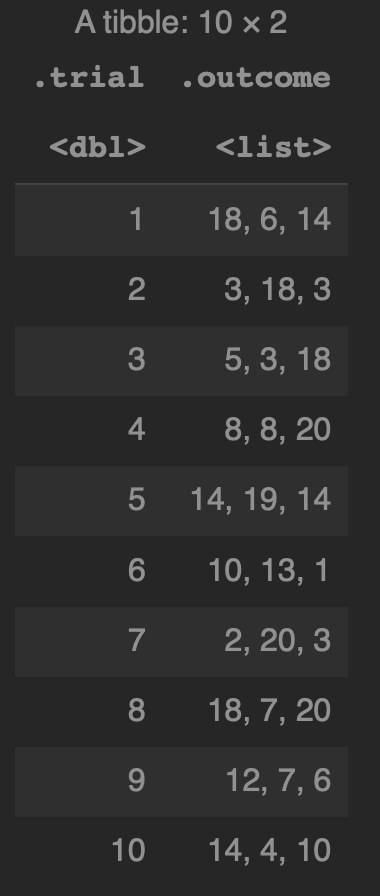 A tibble: 10 × 2
.trial .outcome
<dbl> <list>
1 18, 6, 14
2 3, 18, 3
3 5, 3, 18
4 8, 8, 20
5 14, 19, 14
6 10, 13, 1
7 2, 20, 3
8 18, 7, 20
9 12, 7, 6
10 14, 4, 10